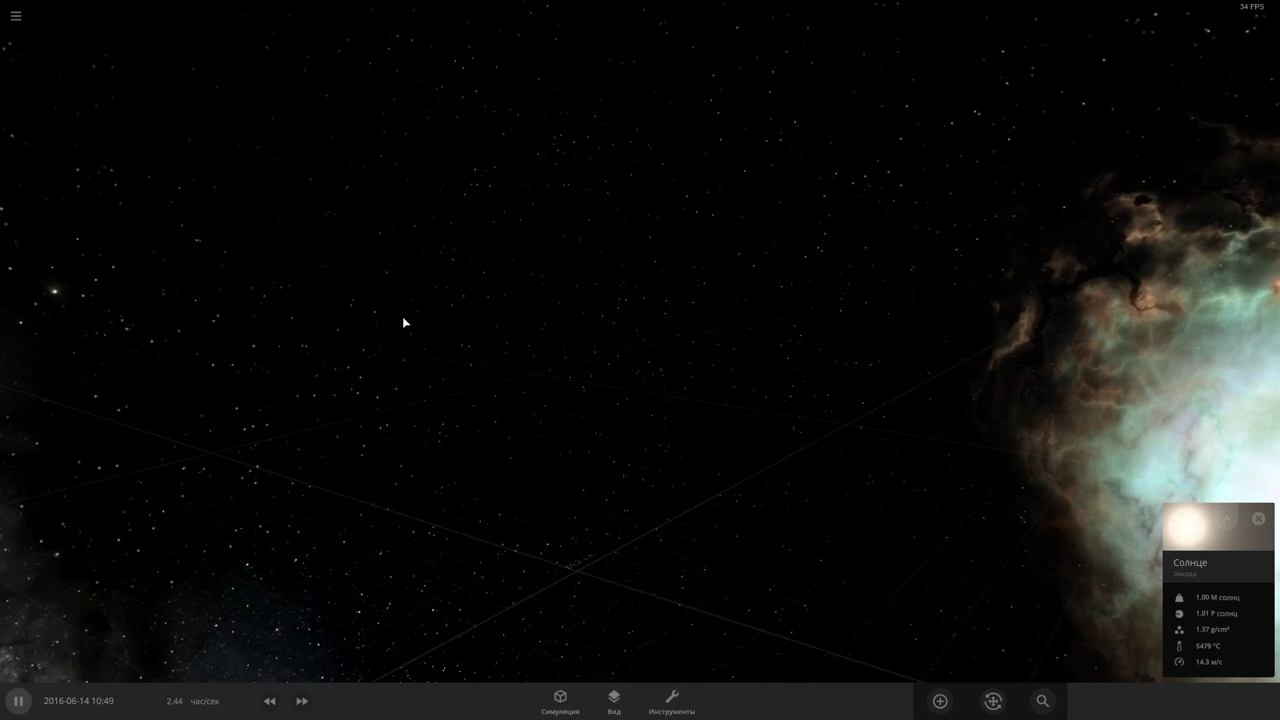 34 FPS
Солнце
Звезда
1.00 М солнц
1.01 Р солнц
1.37 g/cm³
5479 °C
14.3 м/с
2016-06-14 10:49
2.44 час/сек
Симуляция
Вид
Инструменты